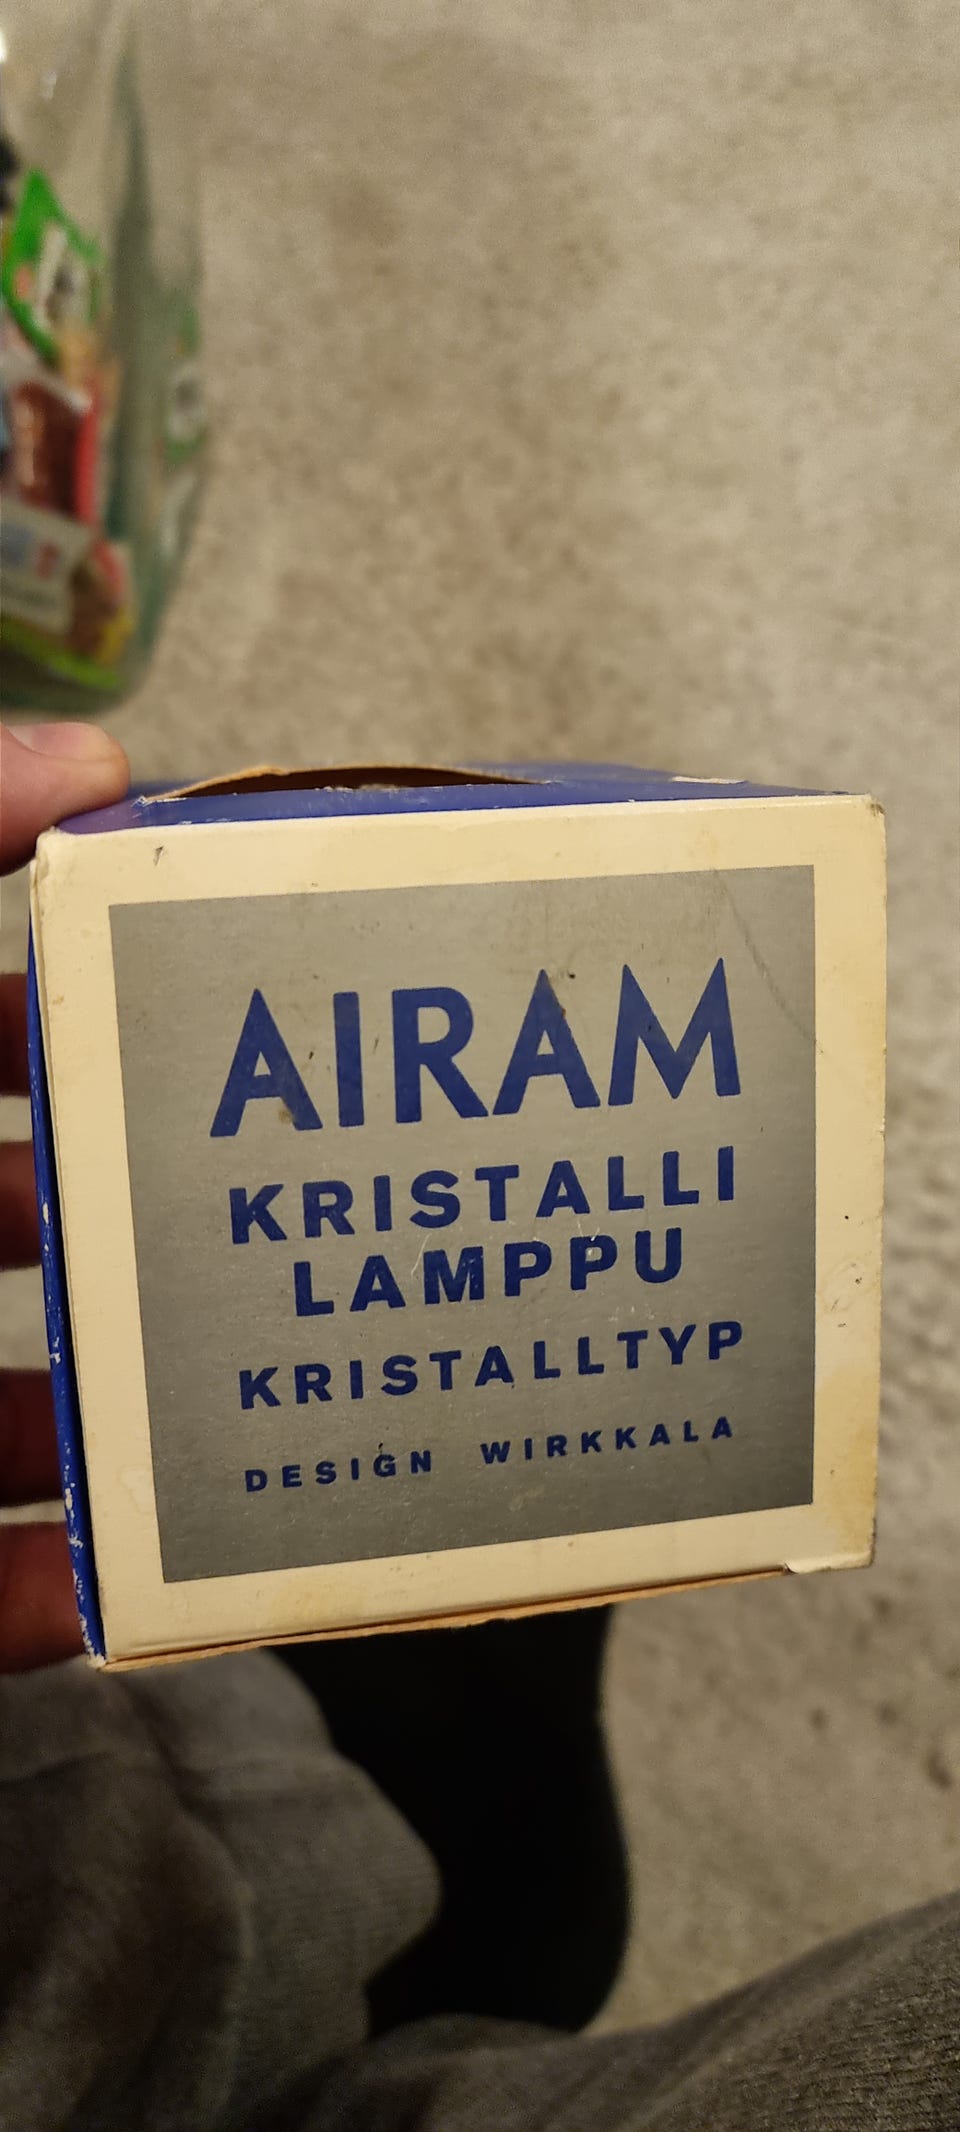 AIRAM
KRISTALLI
LAMPPU
KRISTALLTYP
DESIGN WIRKKALA